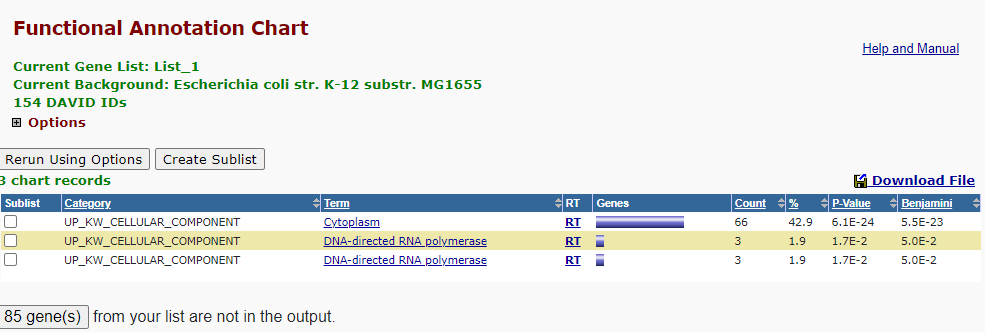 Functional Annotation Chart
Help and Manual
Current Gene List: List_1
Current Background: Escherichia coli str. K-12 substr. MG1655
154 DAVID IDs
Options
Rerun Using Options Create Sublist
3 chart records Download File
Sublist Category Term RT Genes Count % P-Value Benjamini
UP_KW_CELLULAR_COMPONENT Cytoplasm RT 66 42.9 6.1E-24 5.5E-23
UP_KW_CELLULAR_COMPONENT DNA-directed RNA polymerase RT 3 1.9 1.7E-2 5.0E-2
UP_KW_CELLULAR_COMPONENT DNA-directed RNA polymerase RT 3 1.9 1.7E-2 5.0E-2
85 gene(s) from your list are not in the output.